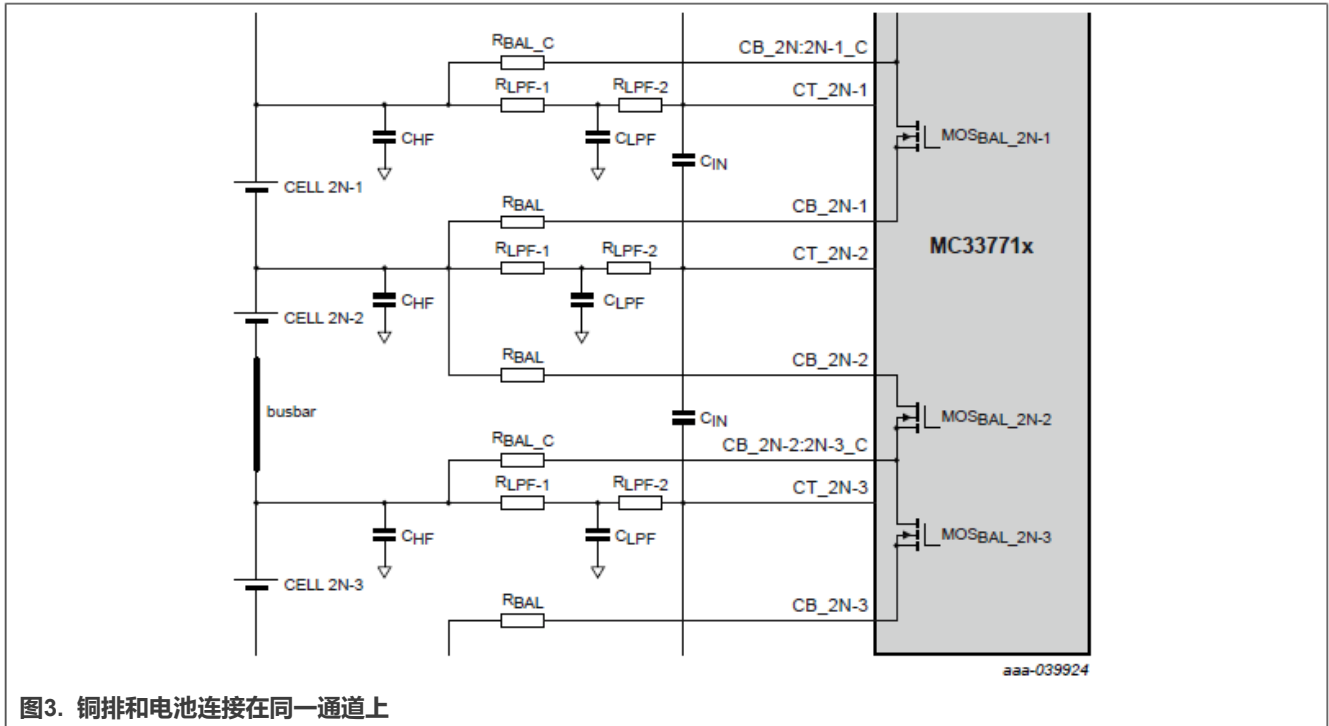 RBAL_C
CB_2N:2N-1_C
RLPF-1
RLPF-2
CT_2N-1
CHF
CLPF
MOSBAL_2N-1
CIN
CELL 2N-1
RBAL
CB_2N-1
RLPF-1
RLPF-2
CT_2N-2
MC33771x
CHF
CLPF
CELL 2N-2
RBAL
CB_2N-2
busbar
CIN
MOSBAL_2N-2
RBAL_C
CB_2N-2:2N-3_C
RLPF-1
RLPF-2
CT_2N-3
CHF
CLPF
MOSBAL_2N-3
CELL 2N-3
RBAL
CB_2N-3
aaa-039924
图3. 铜排和电池连接在同一通道上